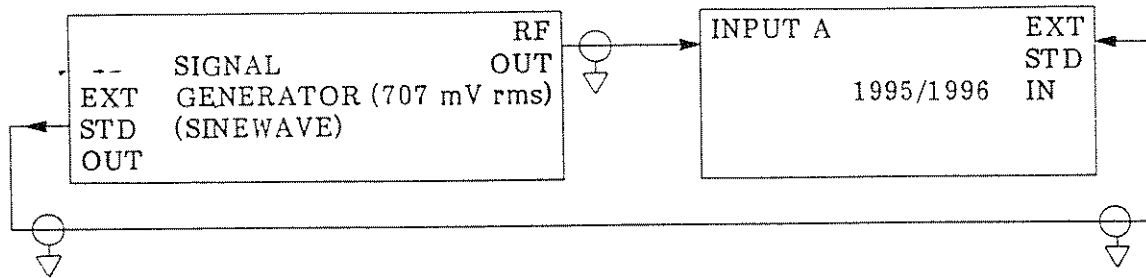 RF
OUT
SIGNAL
GENERATOR (707 mV rms)
(SINEWAVE)
EXT
STD
OUT
INPUT A
1995/1996
EXT
STD
IN